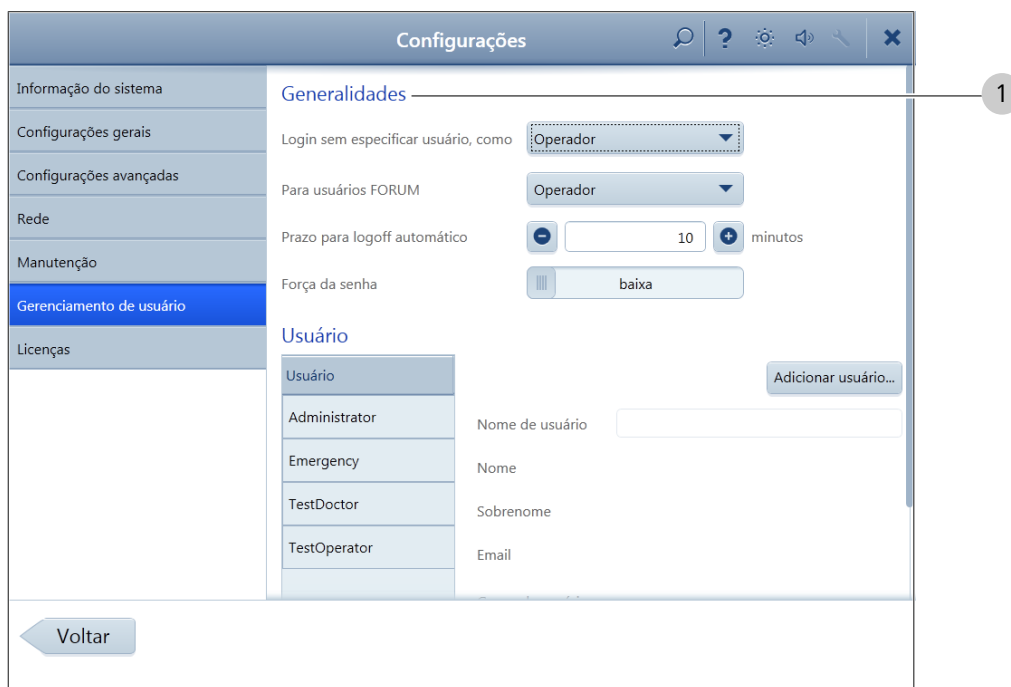 Configurações
?
Informação do sistema
Configurações gerais
Configurações avançadas
Rede
Manutenção
Gerenciamento de usuário
Licenças
Generalidades
1
Login sem especificar usuário, como
Operador
Para usuários FORUM
Operador
Prazo para logoff automático
10
minutos
Força da senha
baixa
Usuário
Usuário
Administrator
Emergency
TestDoctor
TestOperator
Adicionar usuário...
Nome de usuário
Nome
Sobrenome
Email
Voltar